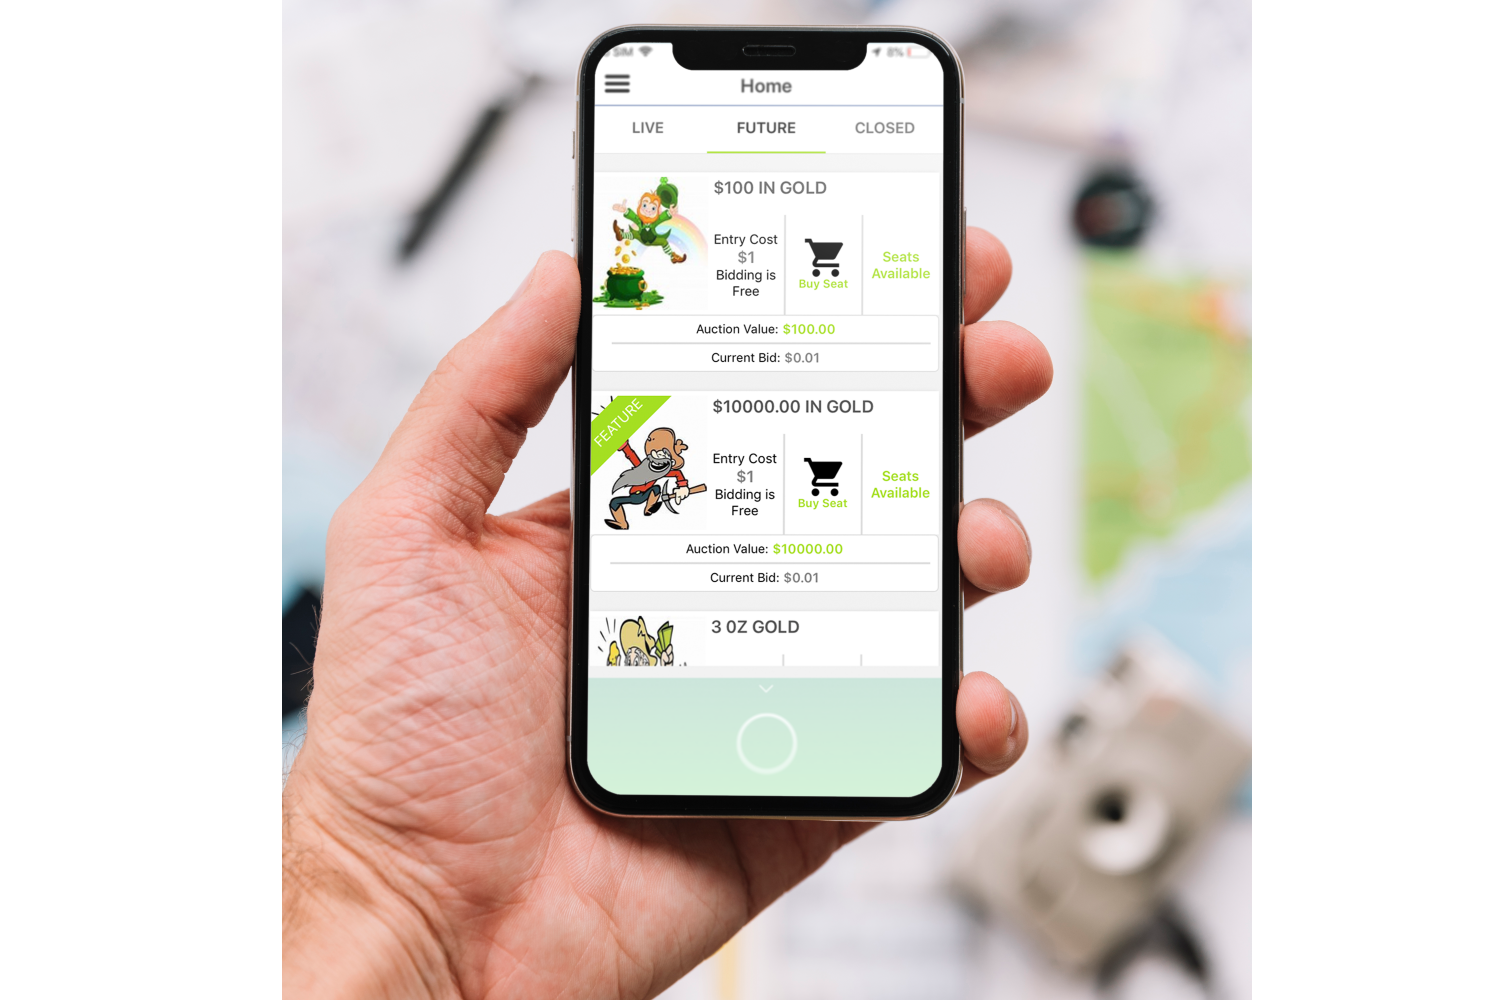 SIM 8%
Home
LIVE FUTURE CLOSED
$100 IN GOLD
Entry Cost
$1
Bidding is
Free
Buy Seat
Seats
Available
Auction Value: $100.00
Current Bid: $0.01
FEATURE
$10000.00 IN GOLD
Entry Cost
$1
Bidding is
Free
Buy Seat
Seats
Available
Auction Value: $10000.00
Current Bid: $0.01
3 0Z GOLD